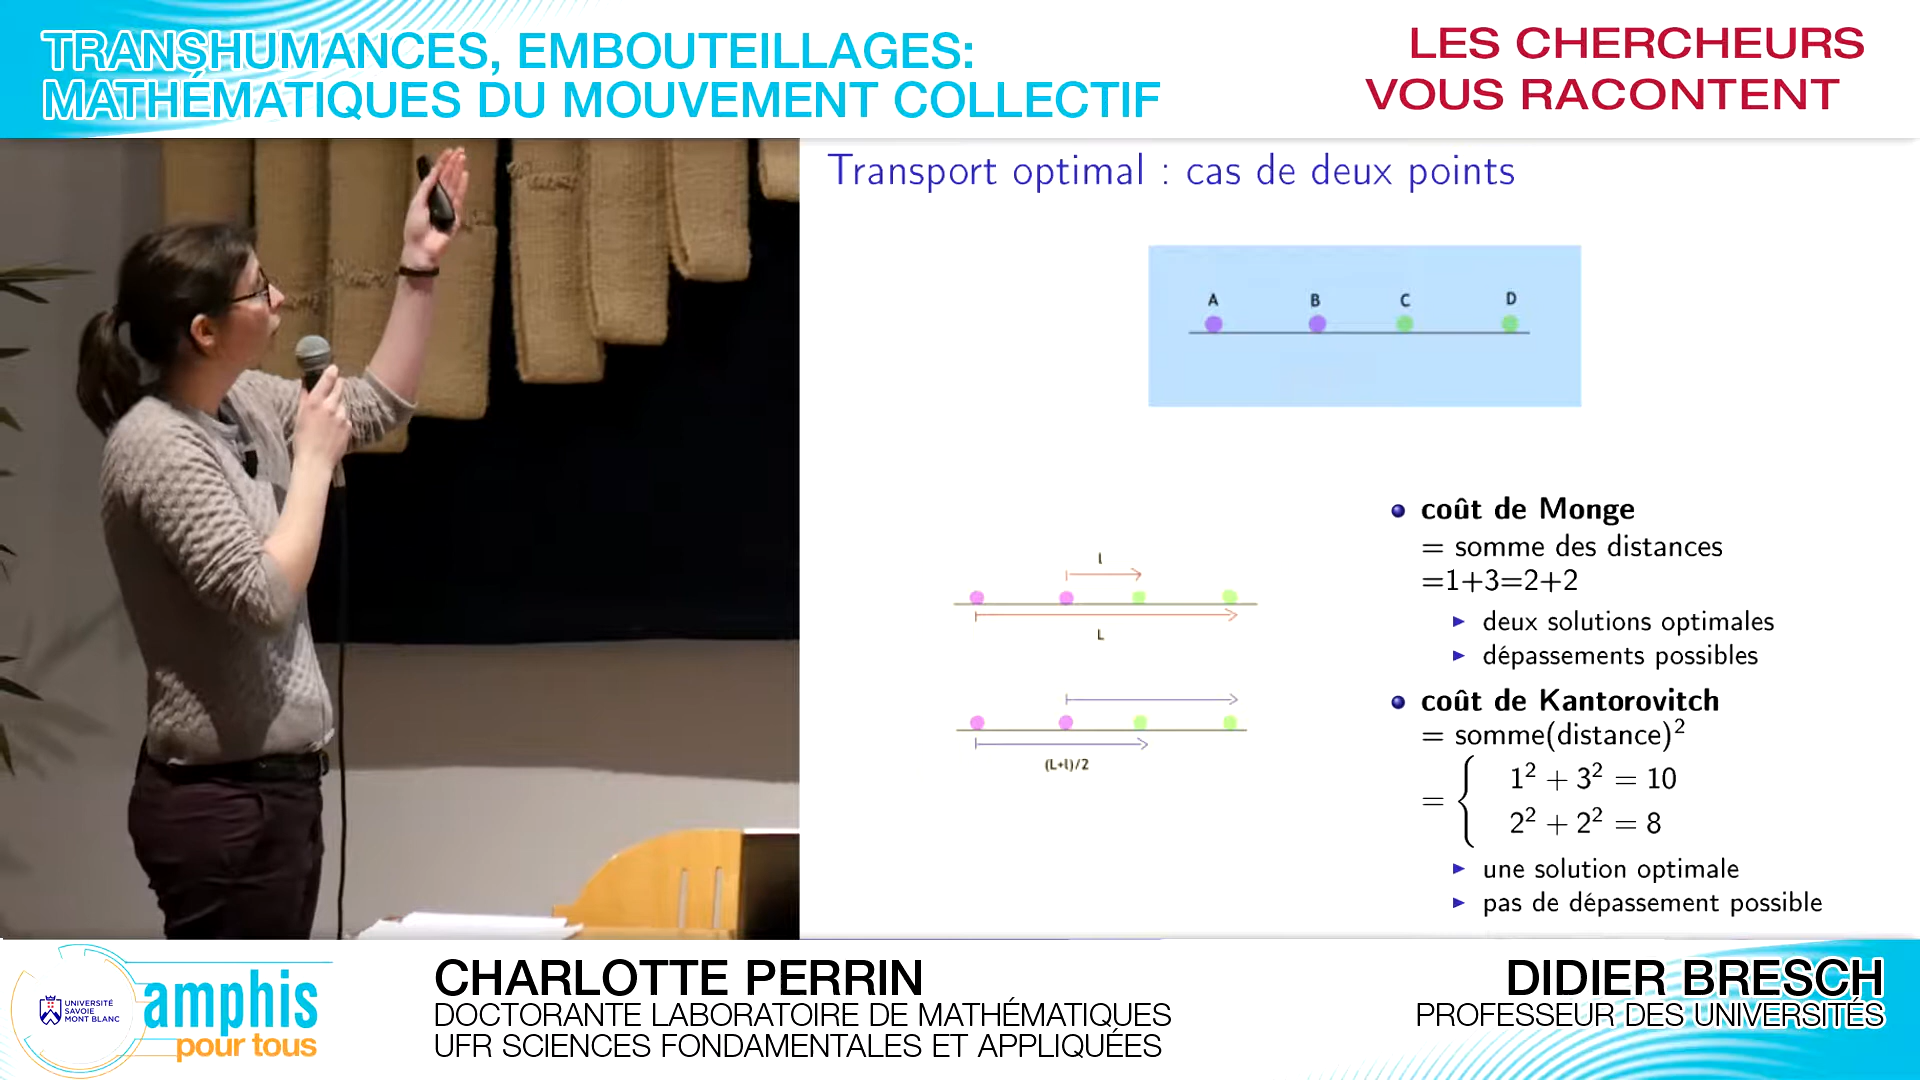 TRANSHUMANCES, EMBOUTEILLAGES:
MATHÉMATIQUES DU MOUVEMENT COLLECTIF
LES CHERCHEURS
VOUS RACONTENT
Transport optimal : cas de deux points
A B C D
l
L
(L+l)/2
coût de Monge
= somme des distances
=1+3=2+2
deux solutions optimales
dépassements possibles
coût de Kantorovitch
= somme(distance)²
= { 1² + 3² = 10
2² + 2² = 8
une solution optimale
pas de dépassement possible
UNIVERSITÉ
SAVOIE
MONT BLANC
amphis
pour tous
CHARLOTTE PERRIN
DOCTORANTE LABORATOIRE DE MATHÉMATIQUES
UFR SCIENCES FONDAMENTALES ET APPLIQUÉES
DIDIER BRESCH
PROFESSEUR DES UNIVERSITÉS